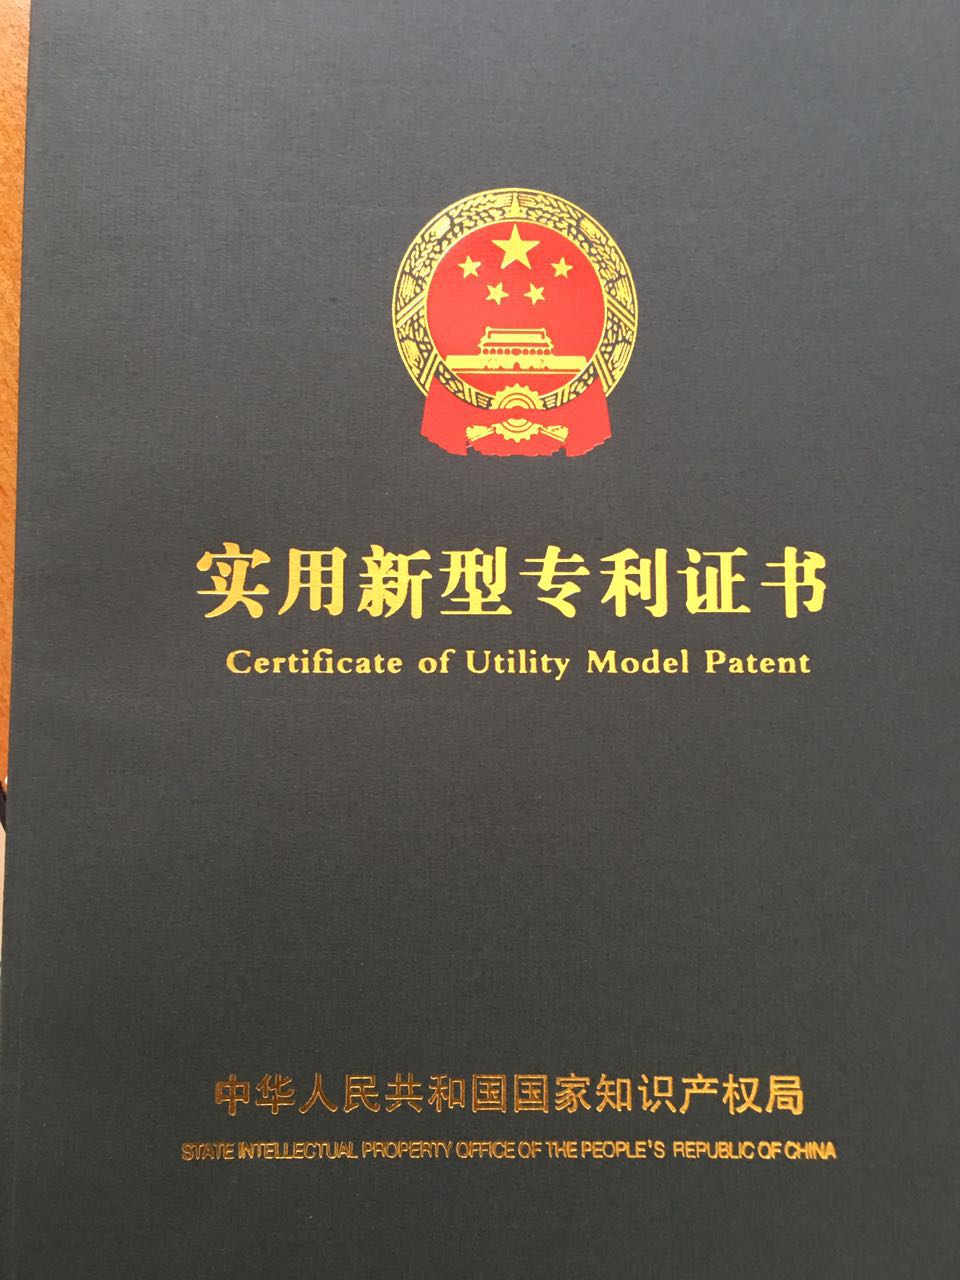 实用新型专利证书
Certificate of Utility Model Patent
中华人民共和国国家知识产权局
STATE INTELLECTUAL PROPERTY OFFICE OF THE PEOPLE'S REPUBLIC OF CHINA